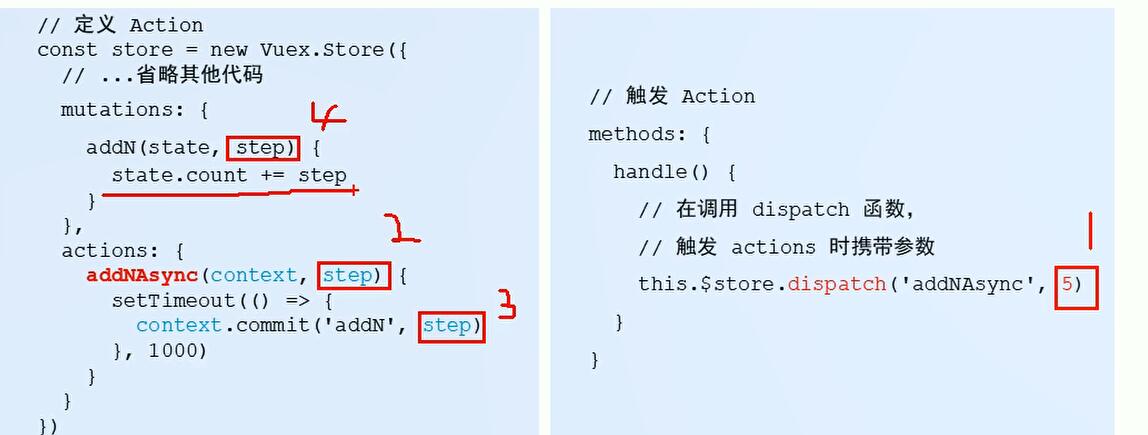 // 定义 Action
const store = new Vuex.Store({
// ...省略其他代码
mutations: {
4
addN(state, step) {
state.count += step
}
},
2
actions: {
addNAsync(context, step) {
setTimeout(() => {
3
context.commit('addN', step)
}, 1000)
}
}
})
// 触发 Action
methods: {
handle() {
// 在调用 dispatch 函数，
1
// 触发 actions 时携带参数
this.$store.dispatch('addNAsync', 5)
}
}